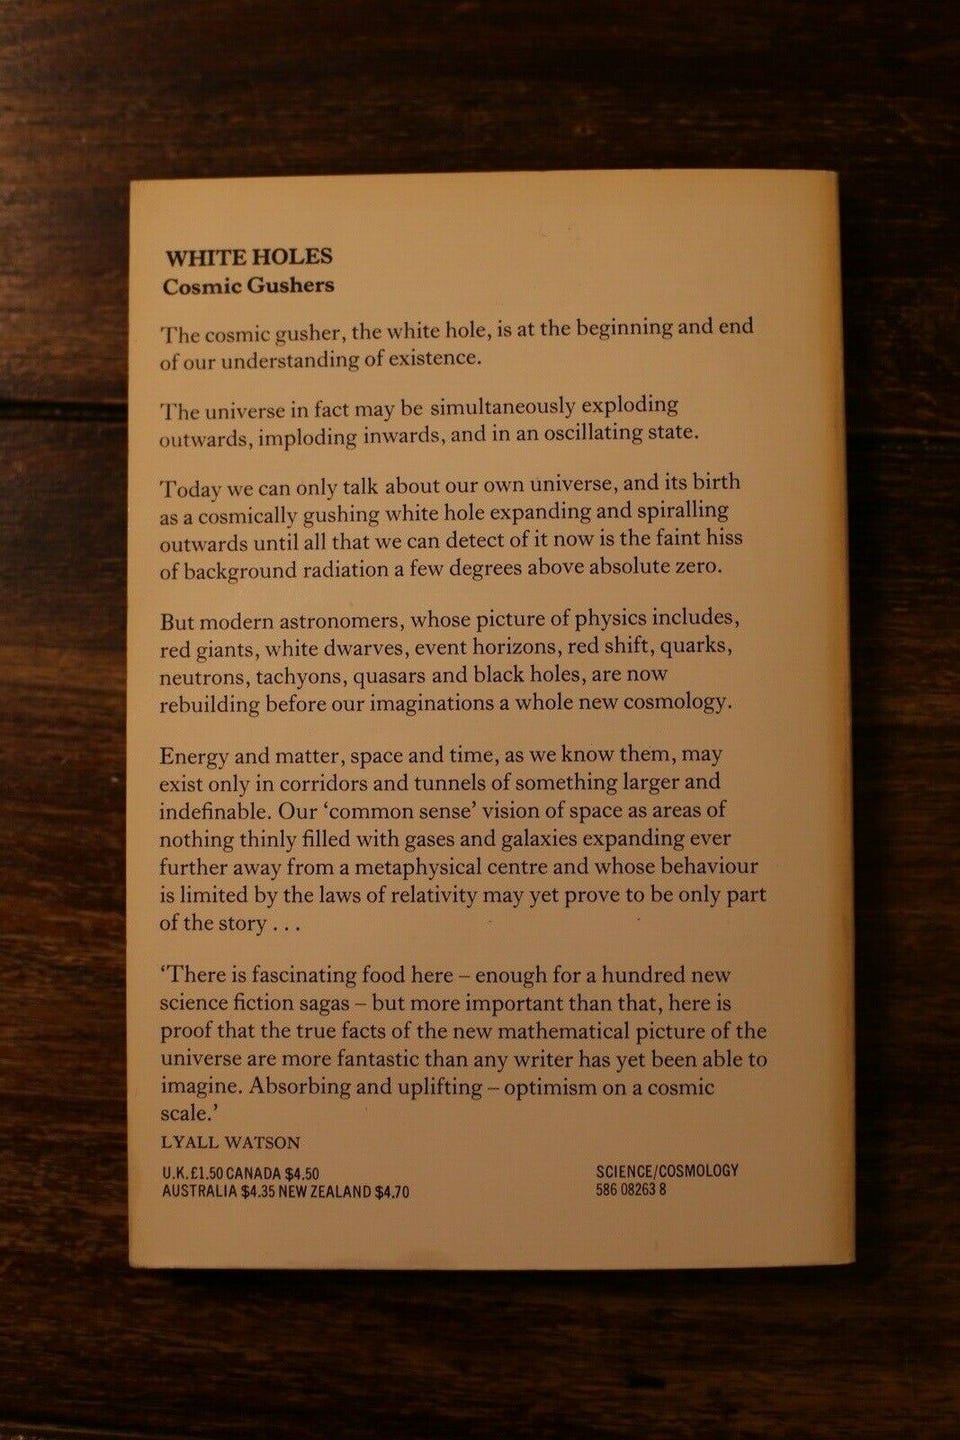 WHITE HOLES
Cosmic Gushers
The cosmic gusher, the white hole, is at the beginning and end
of our understanding of existence.
The universe in fact may be simultaneously exploding
outwards, imploding inwards, and in an oscillating state.
Today we can only talk about our own universe, and its birth
as a cosmically gushing white hole expanding and spiralling
outwards until all that we can detect of it now is the faint hiss
of background radiation a few degrees above absolute zero.
But modern astronomers, whose picture of physics includes,
red giants, white dwarves, event horizons, red shift, quarks,
neutrons, tachyons, quasars and black holes, are now
rebuilding before our imaginations a whole new cosmology.
Energy and matter, space and time, as we know them, may
exist only in corridors and tunnels of something larger and
indefinable. Our ‘common sense’ vision of space as areas of
nothing thinly filled with gases and galaxies expanding ever
further away from a metaphysical centre and whose behaviour
is limited by the laws of relativity may yet prove to be only part
of the story . . .
‘There is fascinating food here – enough for a hundred new
science fiction sagas – but more important than that, here is
proof that the true facts of the new mathematical picture of the
universe are more fantastic than any writer has yet been able to
imagine. Absorbing and uplifting – optimism on a cosmic
scale.’
LYALL WATSON
U.K. £1.50 CANADA $4.50
AUSTRALIA $4.35 NEW ZEALAND $4.70
SCIENCE/COSMOLOGY
586 08263 8